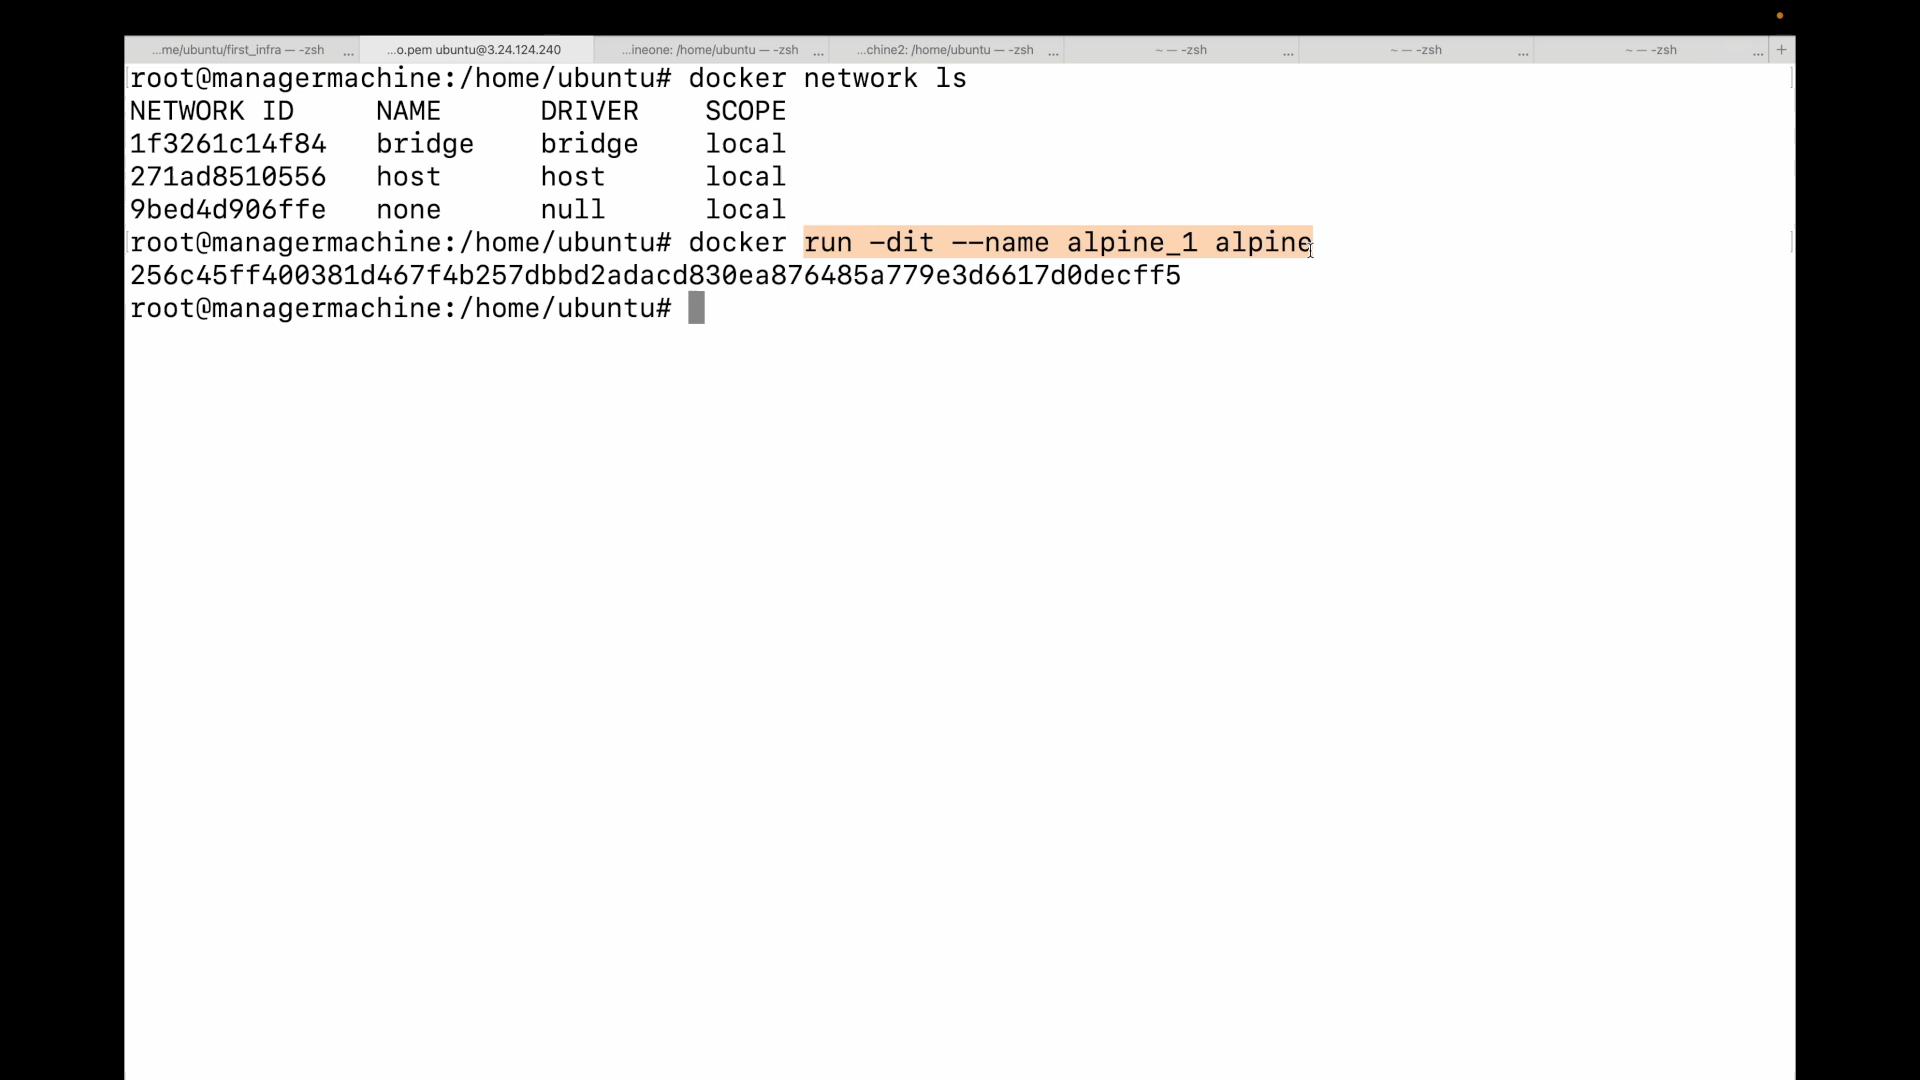 ...me/ubuntu/first_infra — -zsh ... ...o.pem ubuntu@3.24.124.240 ...ineone: /home/ubuntu — -zsh ... ...chine2: /home/ubuntu — -zsh ... ~ — -zsh ... ~ — -zsh ... ~ — -zsh ... +
root@managermachine:/home/ubuntu# docker network ls
NETWORK ID NAME DRIVER SCOPE
1f3261c14f84 bridge bridge local
271ad8510556 host host local
9bed4d906ffe none null local
root@managermachine:/home/ubuntu# docker run -dit --name alpine_1 alpine
256c45ff400381d467f4b257dbbd2adacd830ea876485a779e3d6617d0decff5
root@managermachine:/home/ubuntu#